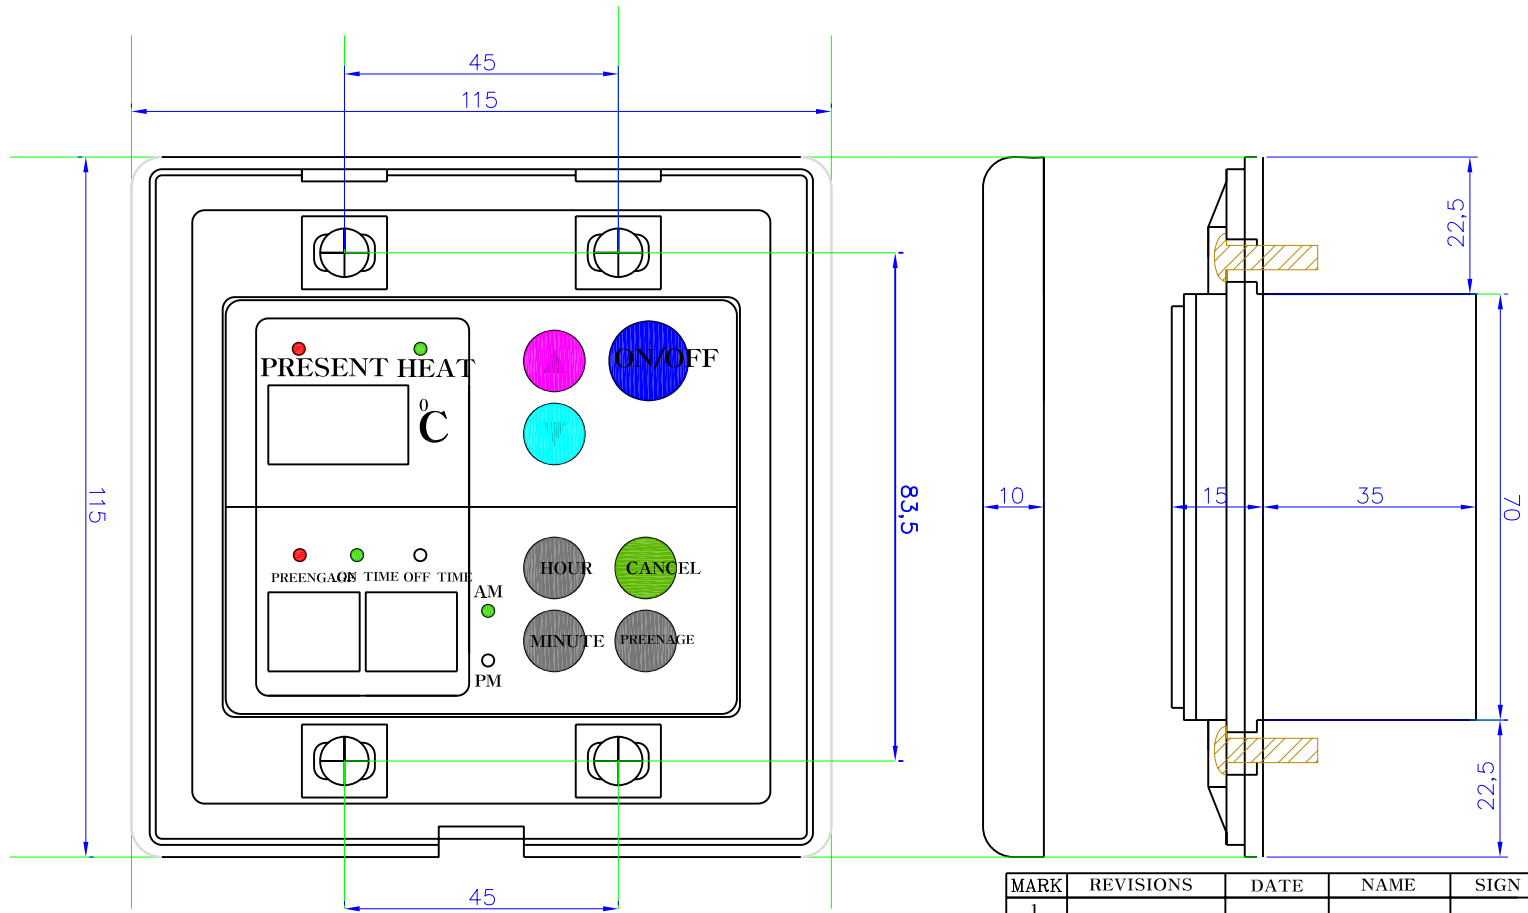 45
115
22,5
PRESENT HEAT
ON/OFF
0
C
115
83,5
10
15
35
70
PREENGAGE ON TIME OFF TIME
HOUR
CANCEL
AM
MINUTE
PREENAGE
PM
22,5
45
MARK REVISIONS DATE NAME SIGN
1